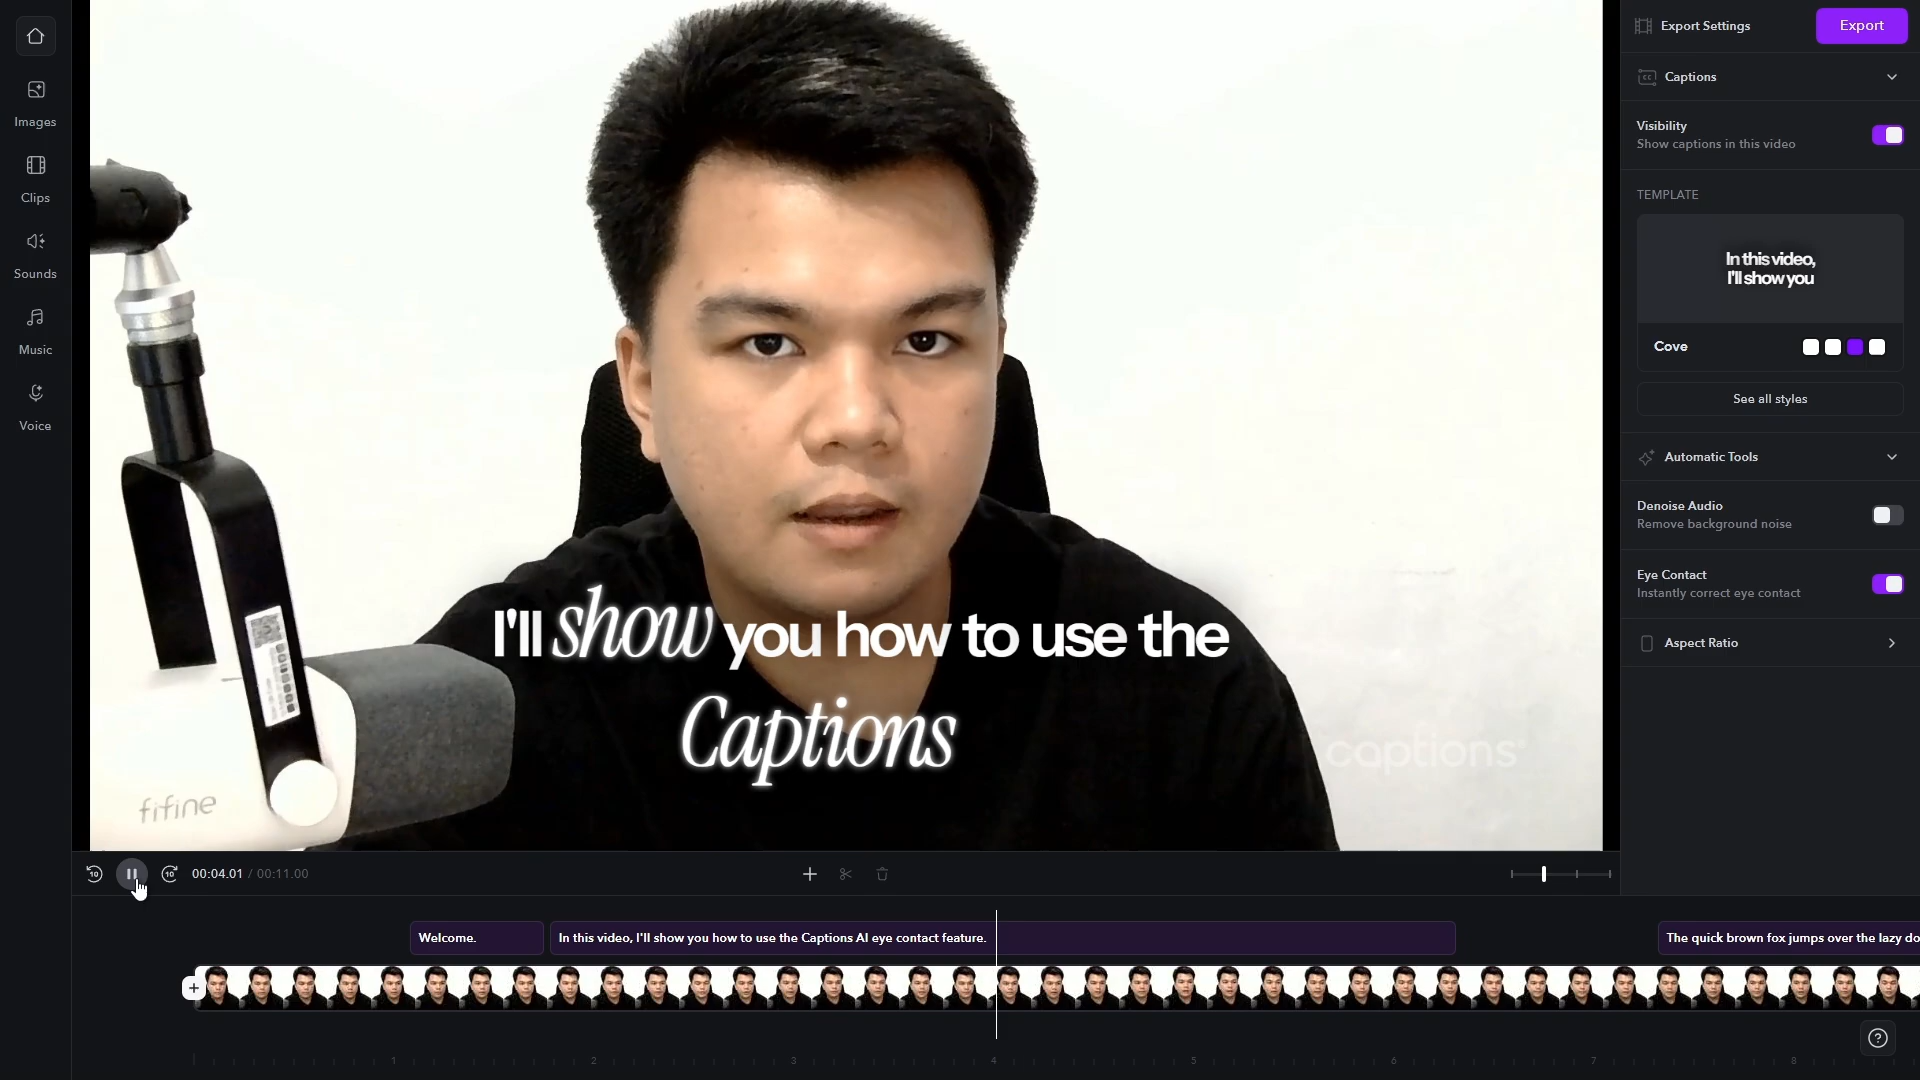 Images
Clips
Sounds
Music
Voice
I'll show you how to use the
Captions
captions
fifine
Export Settings
Export
Captions
Visibility
Show captions in this video
TEMPLATE
In this video,
I'll show you
Cove
See all styles
Automatic Tools
Denoise Audio
Remove background noise
Eye Contact
Instantly correct eye contact
Aspect Ratio
10
10
00:04.01 / 00:11.00
Welcome.
In this video, I'll show you how to use the Captions AI eye contact feature.
The quick brown fox jumps over the lazy do
1 2 3 4 5 6 7 8